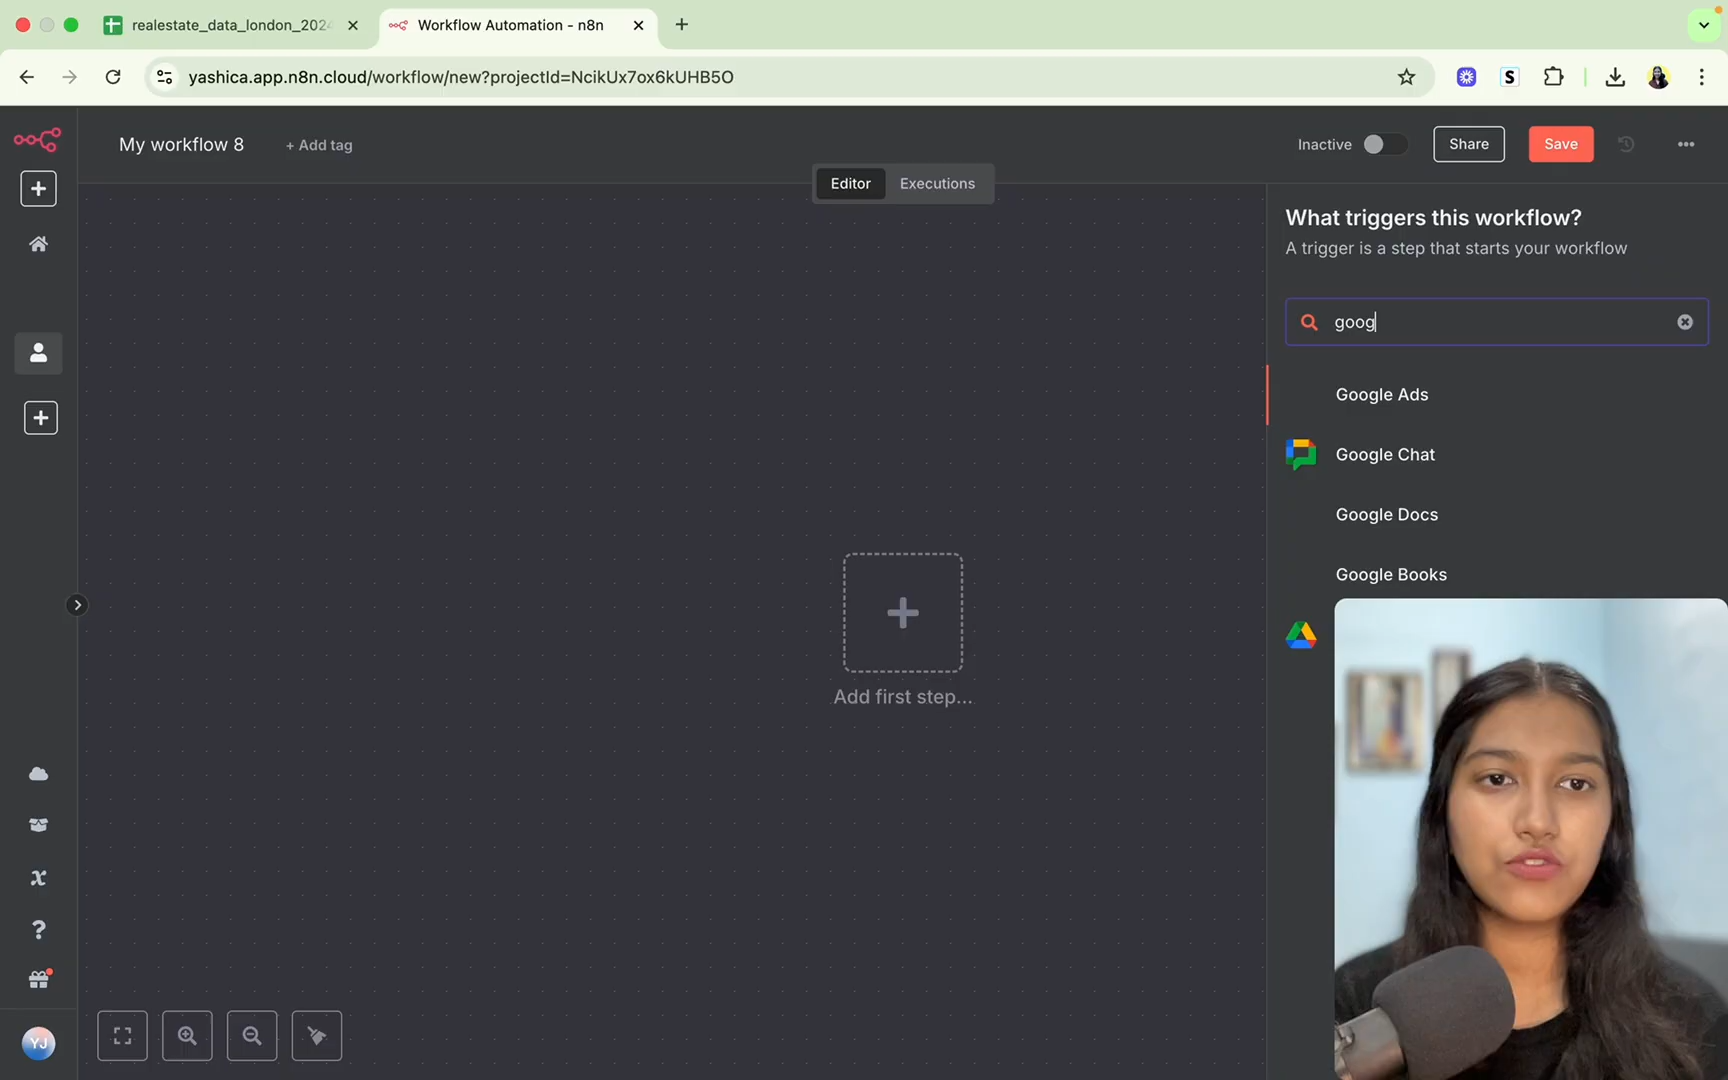 realestate_data_london_2024
Workflow Automation - n8n
yashica.app.n8n.cloud/workflow/new?projectId=NcikUx7ox6kUHB5O
S
My workflow 8
+ Add tag
Inactive
Share
Save
Editor
Executions
What triggers this workflow?
A trigger is a step that starts your workflow
goog
Google Ads
Google Chat
Google Docs
Google Books
Add first step...
YJ